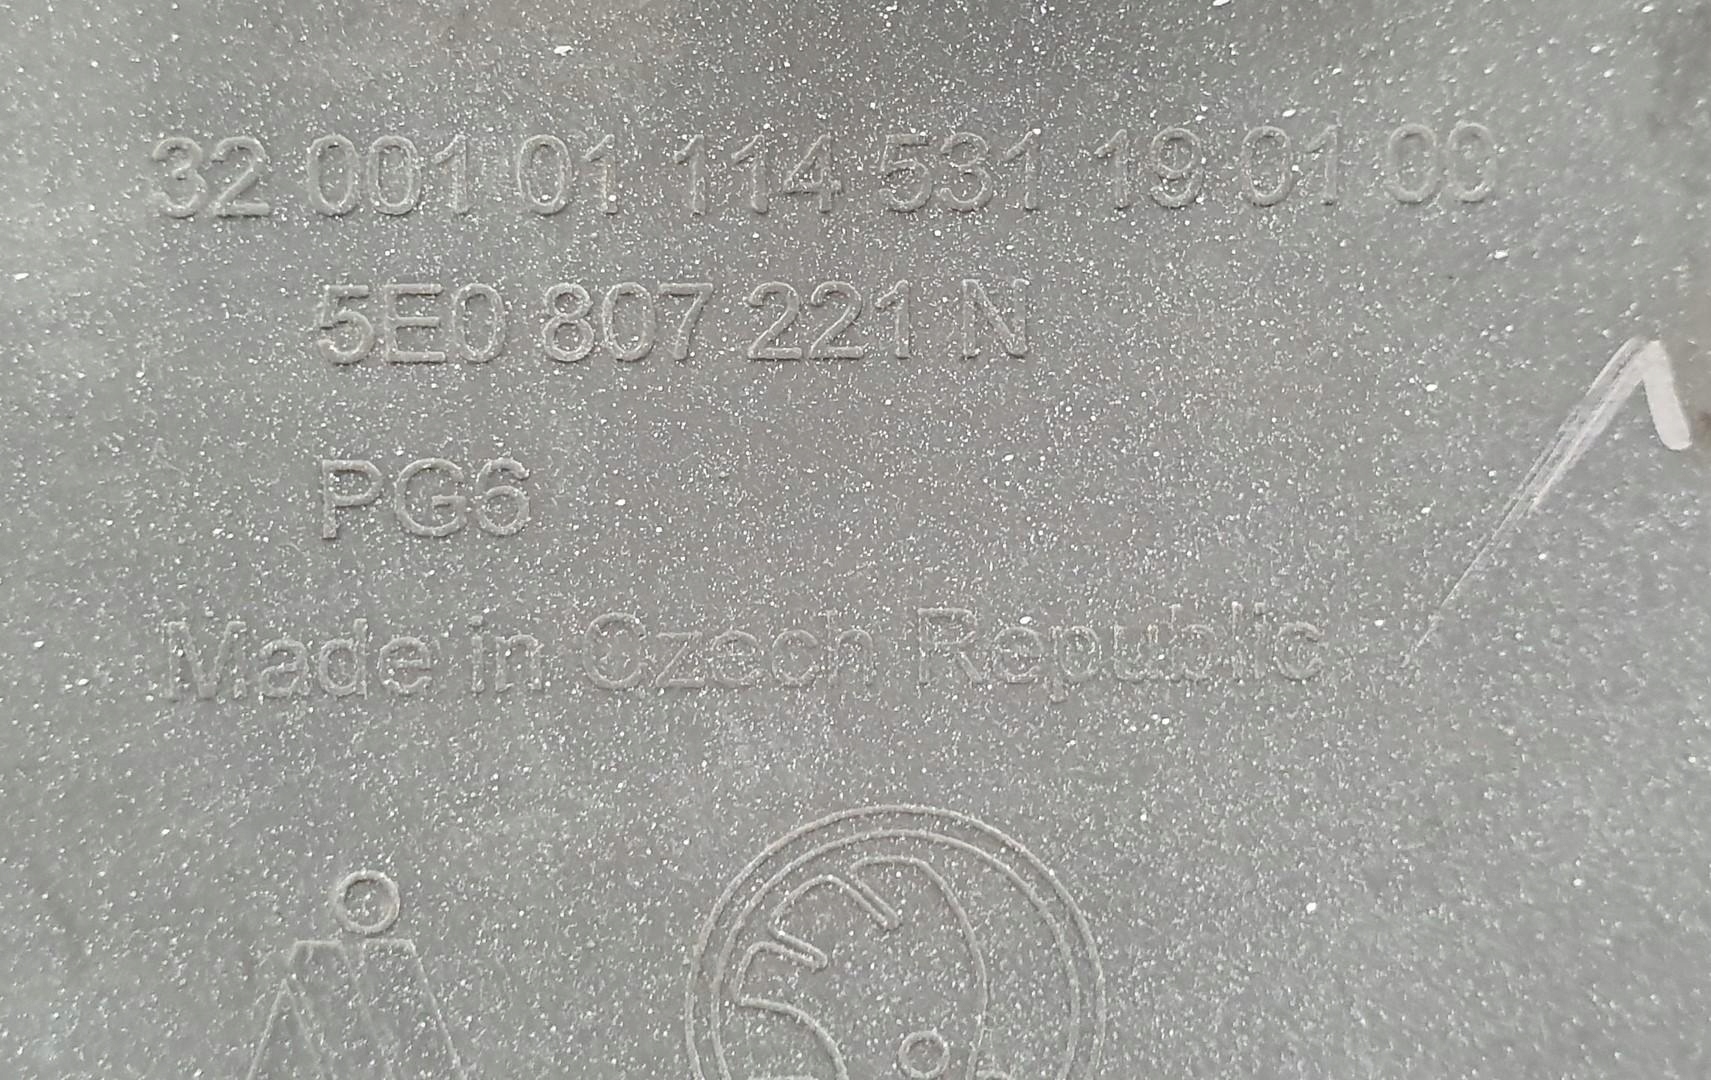 32 001 01 114 531 19 01 00
5E0 807 221 N
PG6
Made in Czech Republic